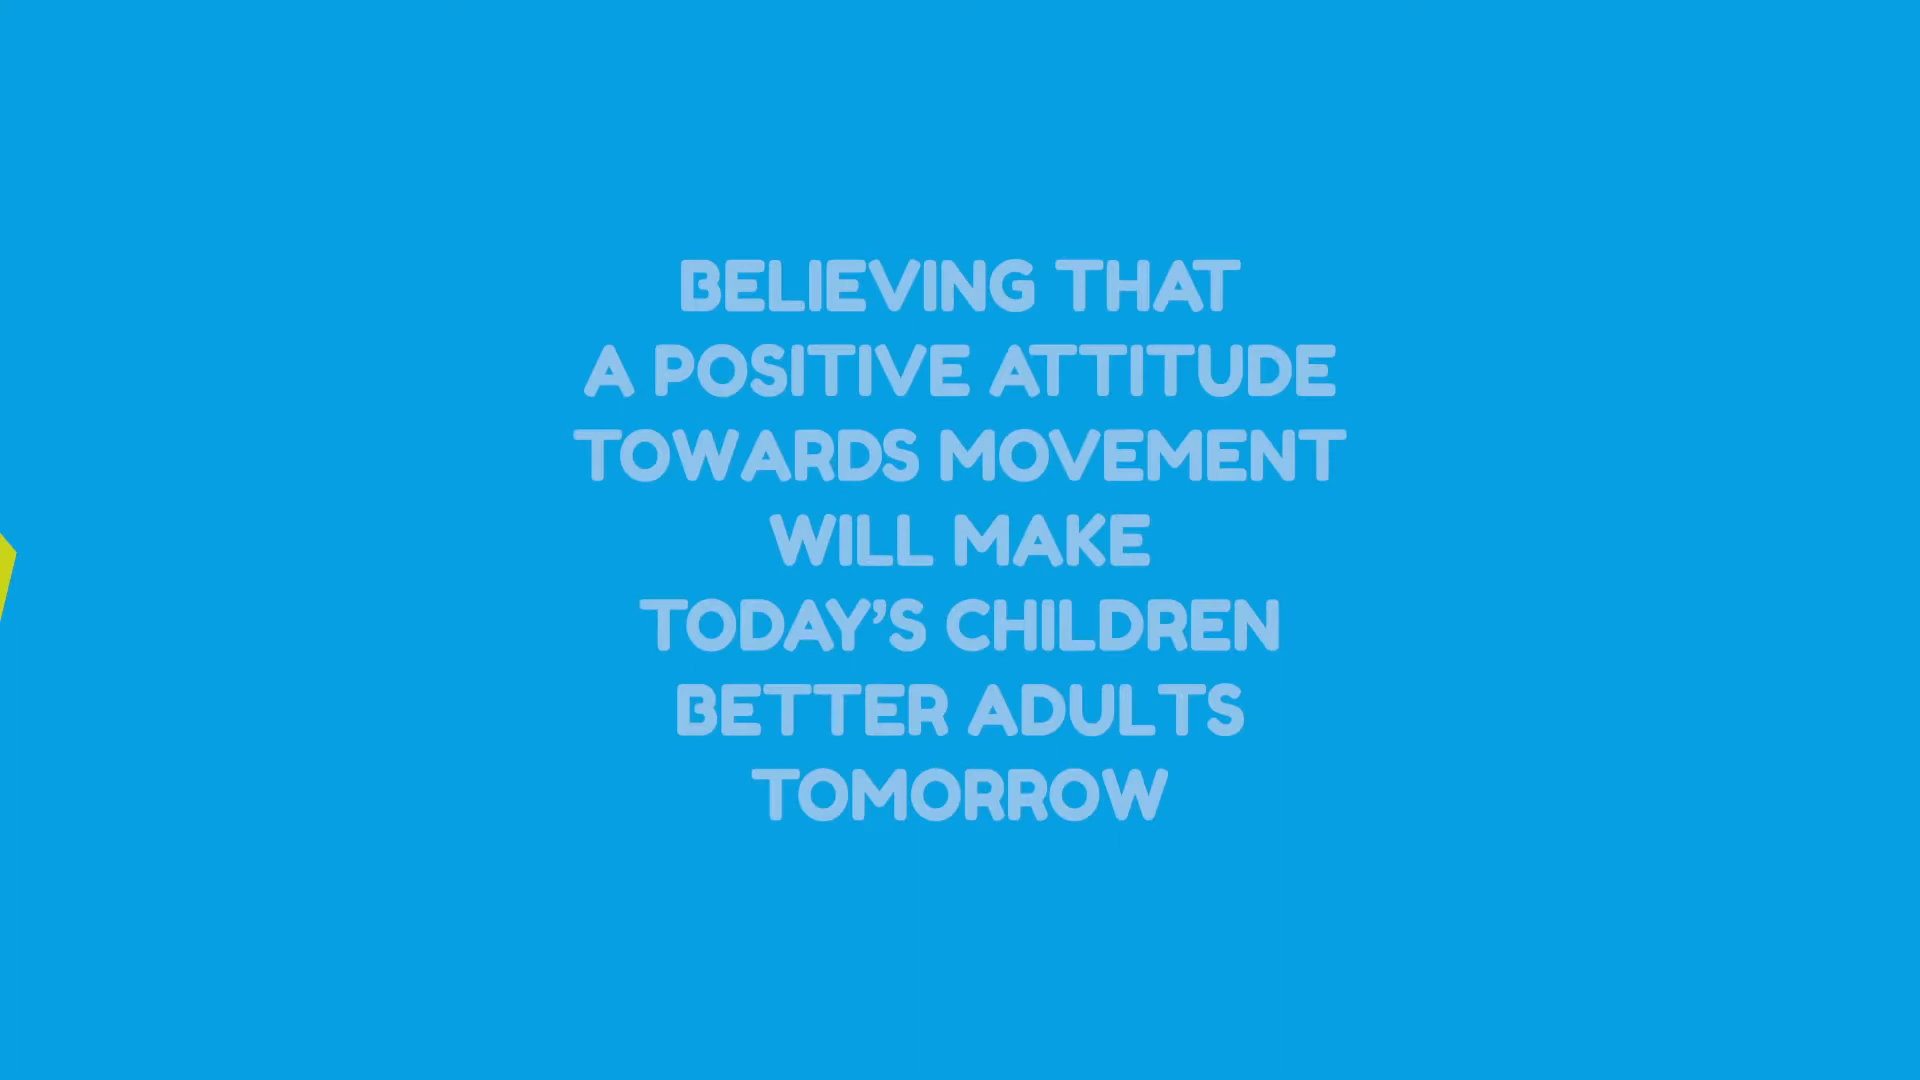 BELIEVING THAT
A POSITIVE ATTITUDE
TOWARDS MOVEMENT
WILL MAKE
TODAY’S CHILDREN
BETTER ADULTS
TOMORROW